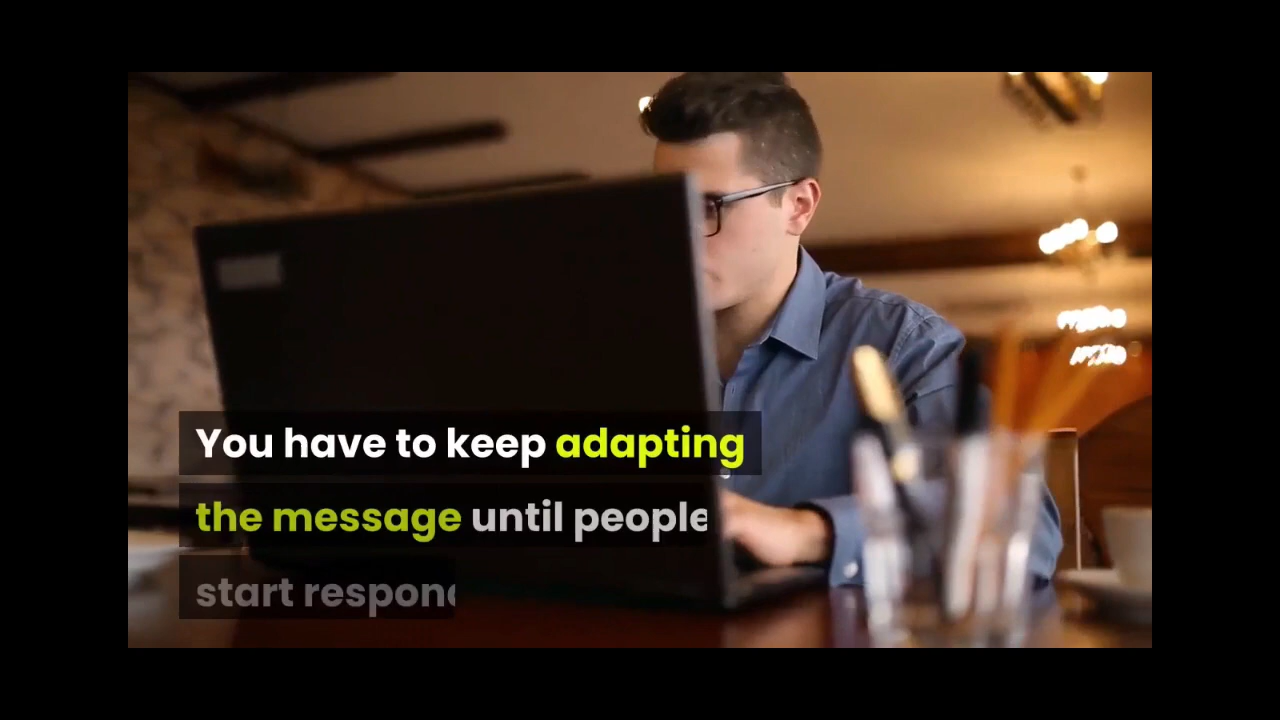 You have to keep adapting
the message until people
start respon